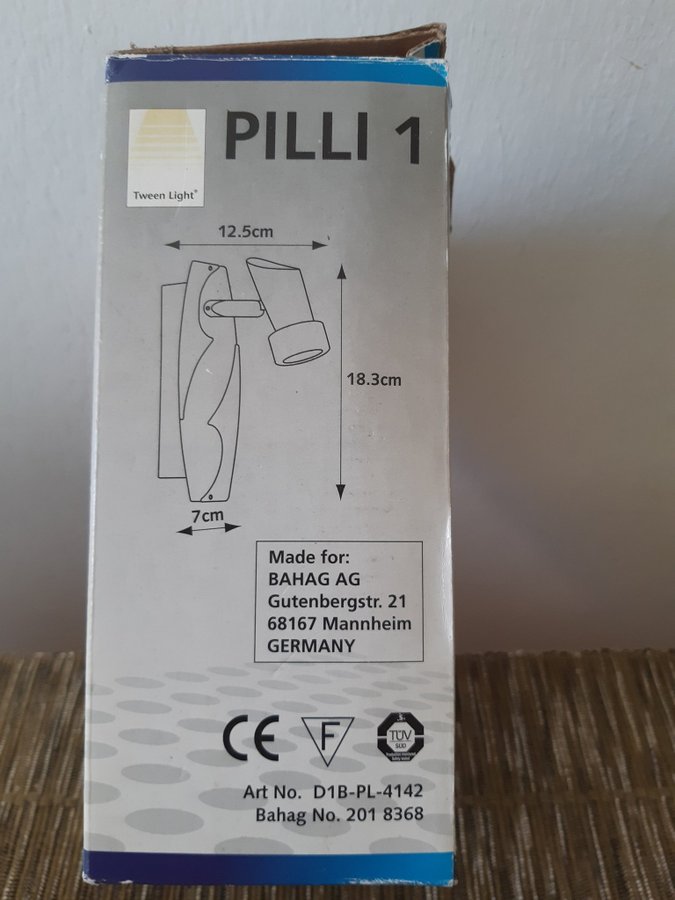 PILLI 1
Tween Light®
12.5cm
18.3cm
7cm
Made for:
BAHAG AG
Gutenbergstr. 21
68167 Mannheim
GERMANY
CE
F
TÜV
SÜD
Art No. D1B-PL-4142
Bahag No. 201 8368